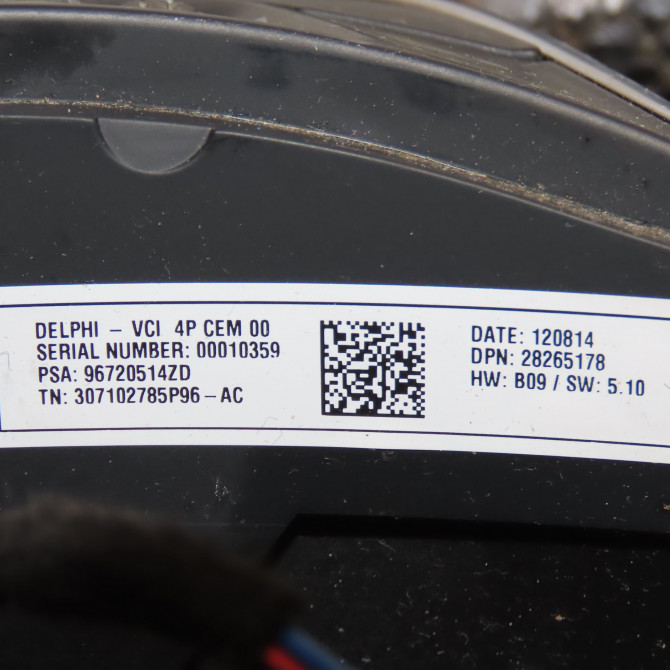 DELPHI – VCI 4P CEM 00
SERIAL NUMBER: 00010359
PSA: 96720514ZD
TN: 307102785P96 – AC
DATE: 120814
DPN: 28265178
HW: B09 / SW: 5.10